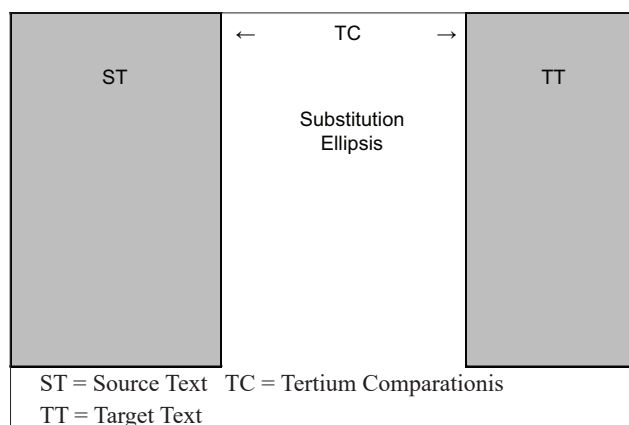 ← TC →
ST TT
Substitution
Ellipsis
ST = Source Text TC = Tertium Comparationis
TT = Target Text